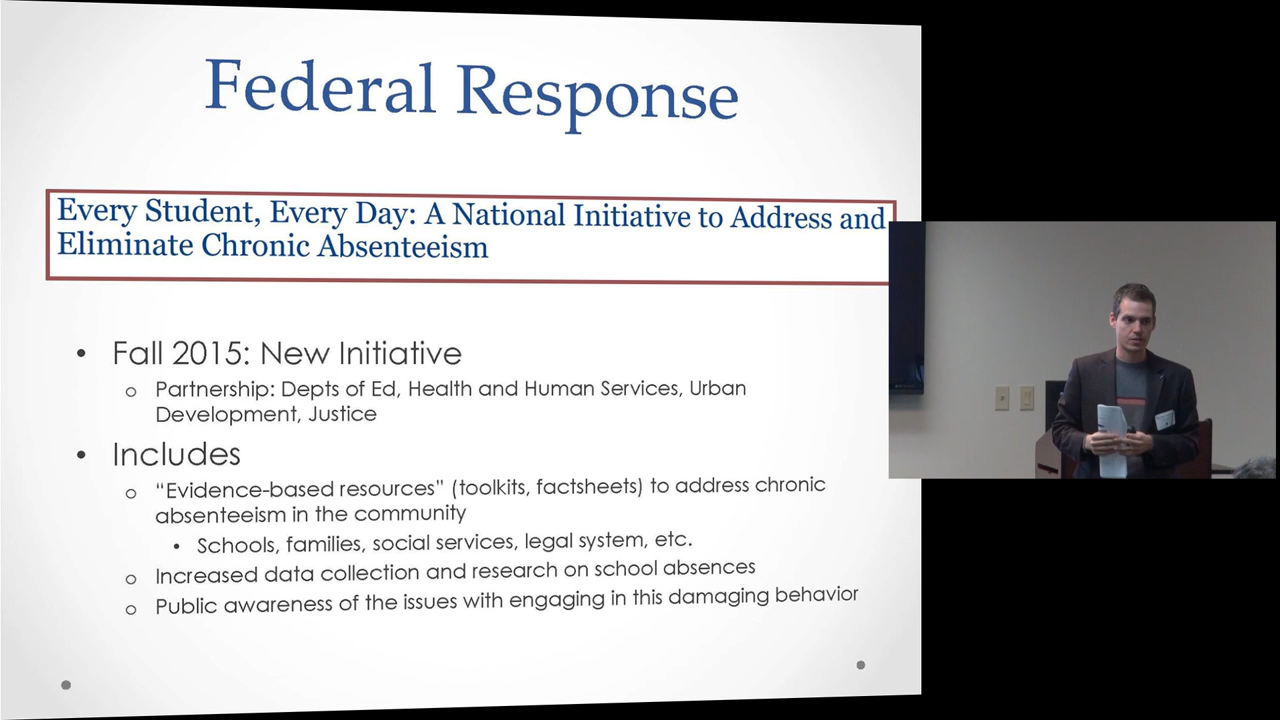 Federal Response
Every Student, Every Day: A National Initiative to Address and
Eliminate Chronic Absenteeism
• Fall 2015: New Initiative
o Partnership: Depts of Ed, Health and Human Services, Urban
Development, Justice
• Includes
o “Evidence-based resources” (toolkits, factsheets) to address chronic
absenteeism in the community
• Schools, families, social services, legal system, etc.
o Increased data collection and research on school absences
o Public awareness of the issues with engaging in this damaging behavior